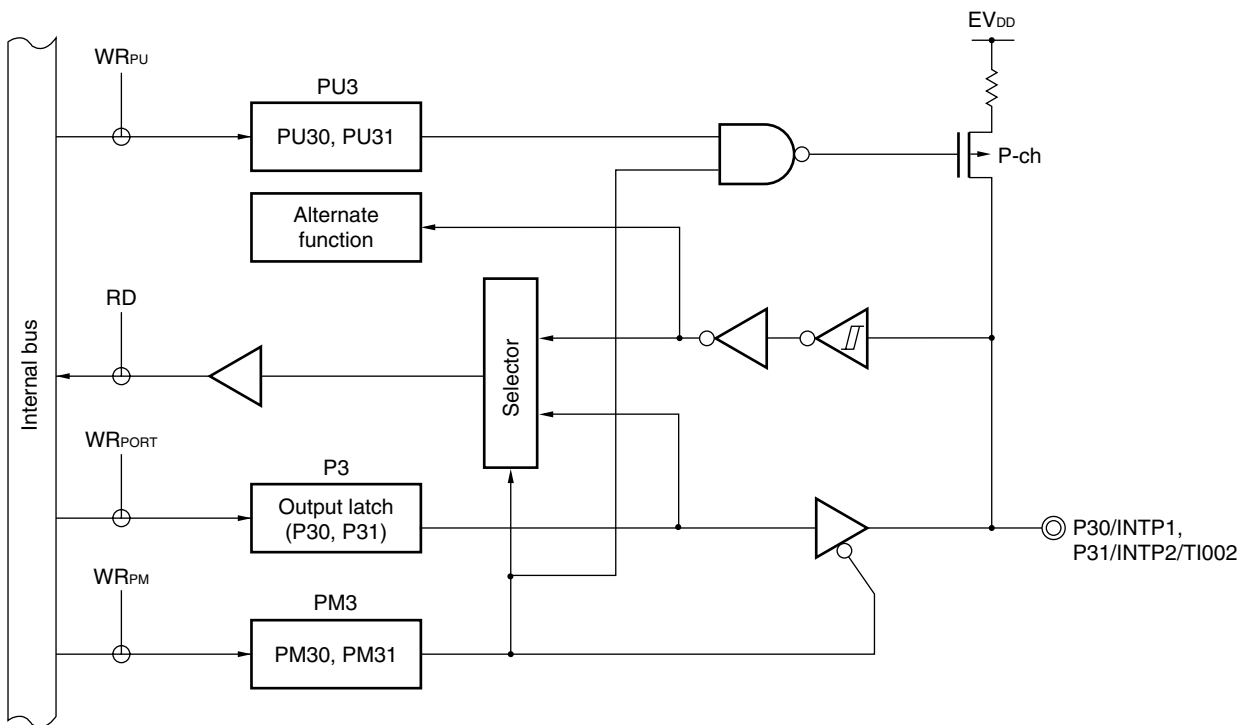 EVDD
WRPU
PU3
PU30, PU31
P-ch
Alternate
function
RD
Internal bus
Selector
WRPORT
P3
Output latch
(P30, P31)
P30/INTP1,
P31/INTP2/TI002
WRPM
PM3
PM30, PM31